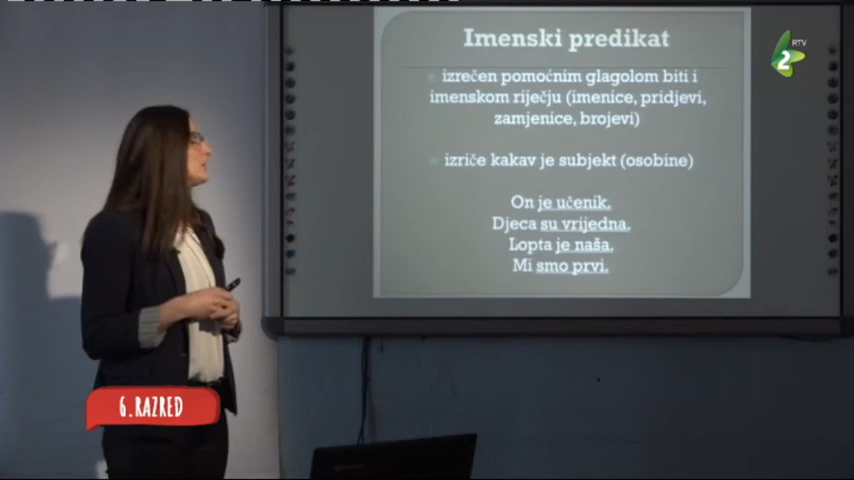 Imenski predikat
izrečen pomoćnim glagolom biti i
imenskom riječju (imenice, pridjevi,
zamjenice, brojevi)
izriče kakav je subjekt (osobine)
On je učenik.
Djeca su vrijedna.
Lopta je naša.
Mi smo prvi.
RTV
2
6.RAZRED